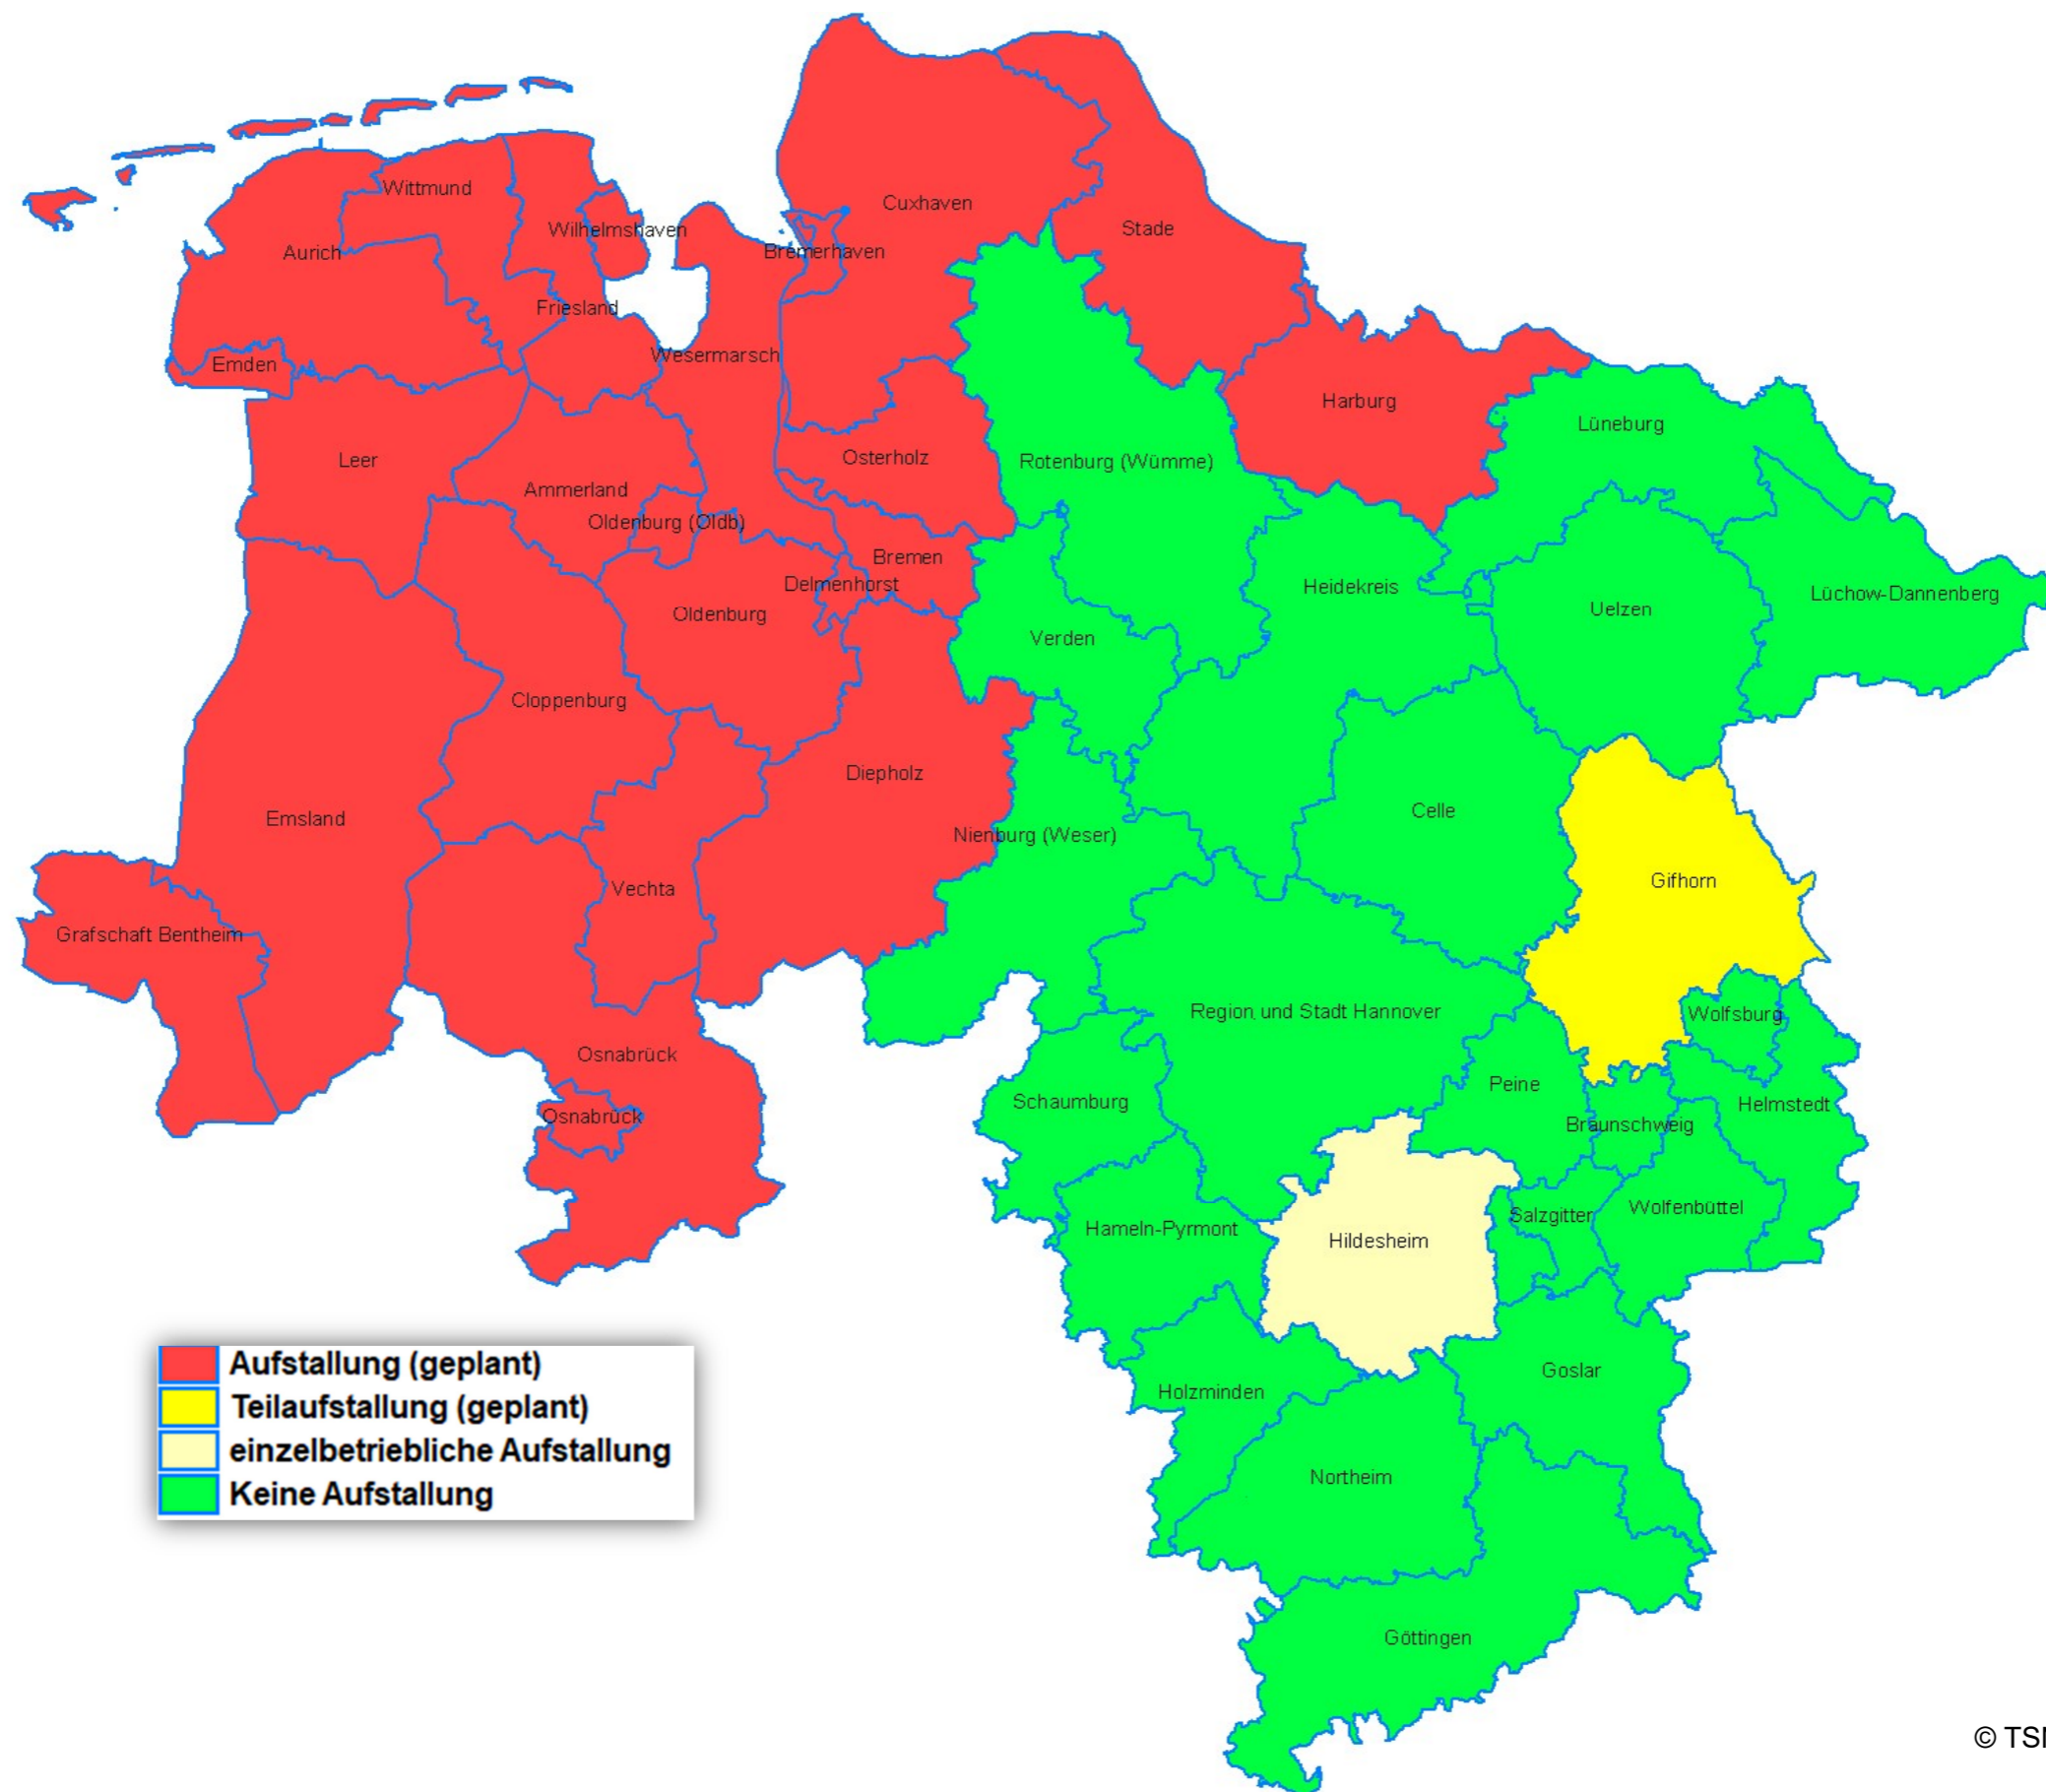 Wittmund
Cuxhaven
Stade
Wilhelmshaven
Aurich
Bremerhaven
Friesland
Wesermarsch
Emden
Harburg
Lüneburg
Leer
Osterholz
Rotenburg (Wümme)
Ammerland
Oldenburg (Oldb)
Bremen
Delmenhorst
Heidekreis
Lüchow-Dannenberg
Oldenburg
Uelzen
Verden
Cloppenburg
Diepholz
Emsland
Celle
Nienburg (Weser)
Vechta
Gifhorn
Grafschaft Bentheim
Region und Stadt Hannover
Wolfsburg
Osnabrück
Peine
Schaumburg
Helmstedt
Osnabrück
Braunschweig
Wolfenbüttel
Salzgitter
Hameln-Pyrmont
Hildesheim
Goslar
Holzminden
Northeim
Göttingen
Aufstallung (geplant)
Teilaufstallung (geplant)
einzelbetriebliche Aufstallung
Keine Aufstallung
©